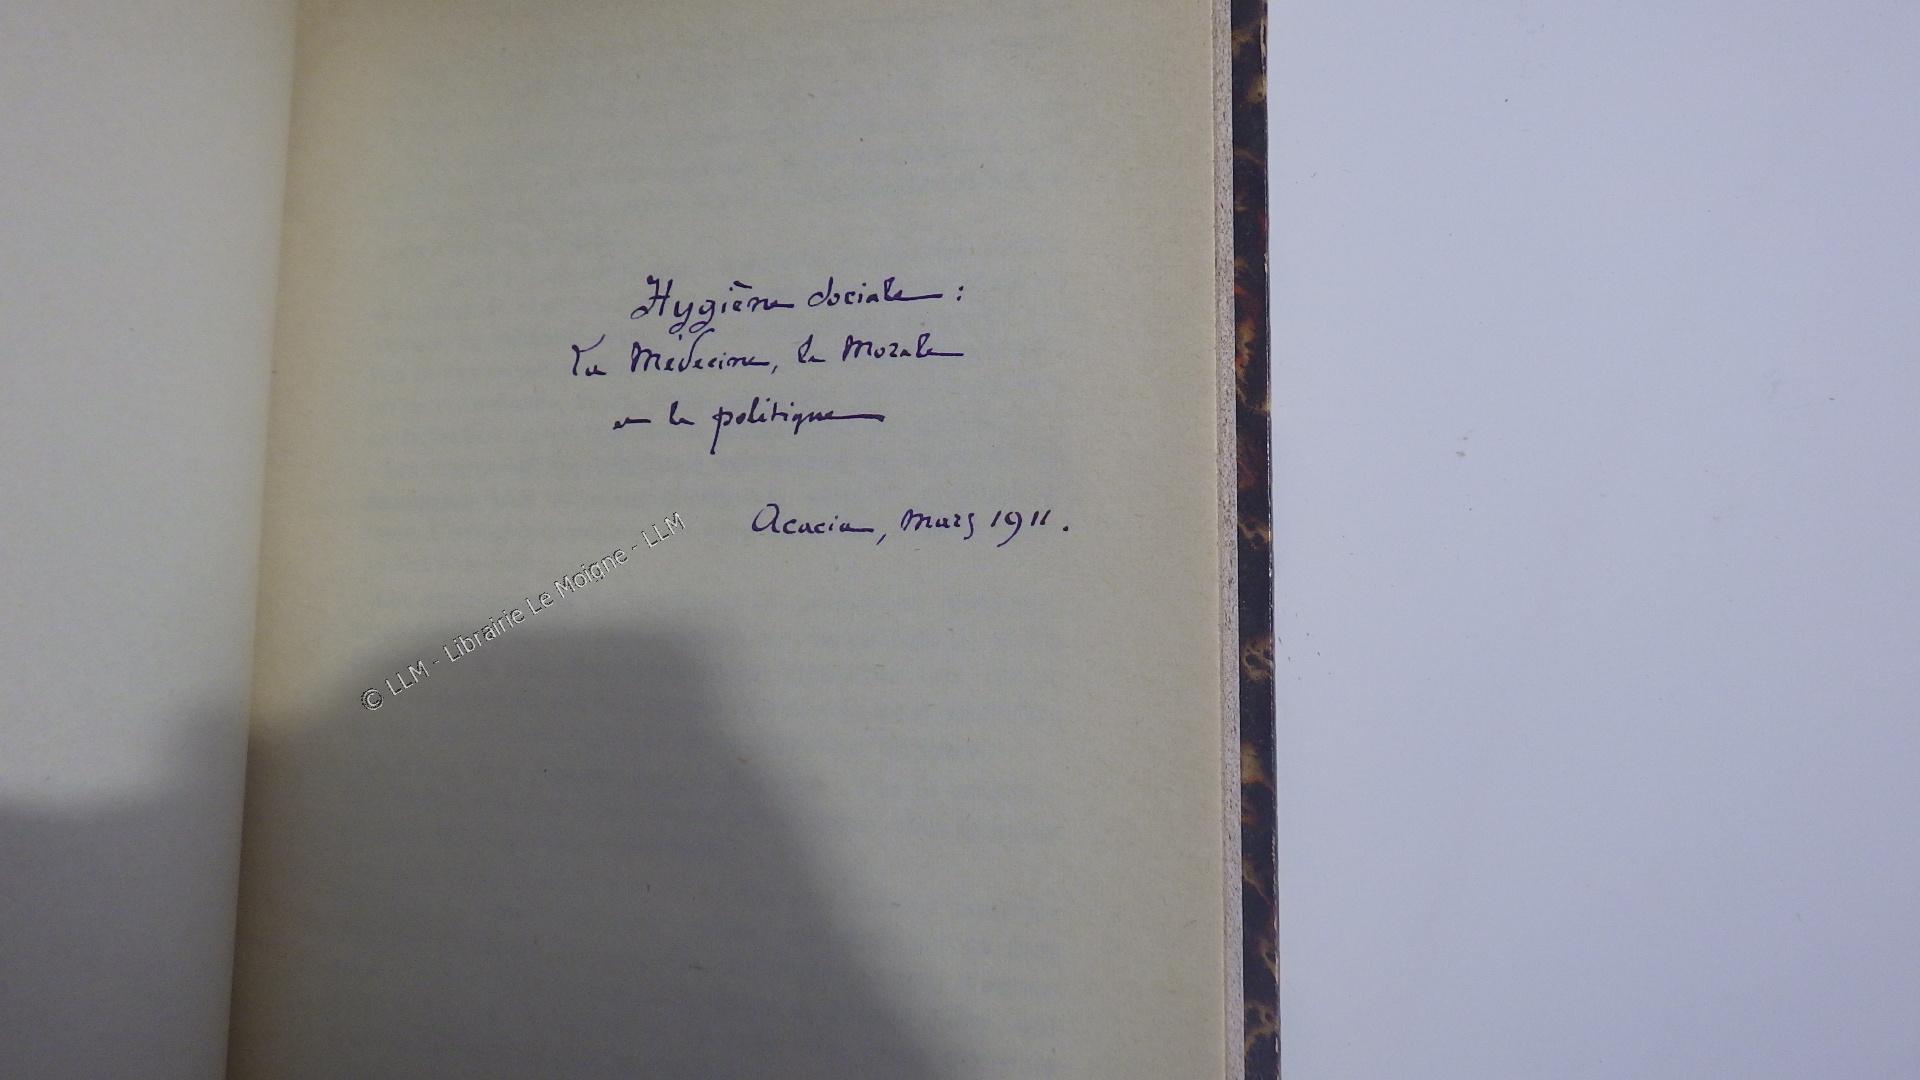 Hygiène sociale :
La Médecine, la Morale
et la politique
Acacia, Mars 1911.
© LLM - Librairie Le Moigne - LLM